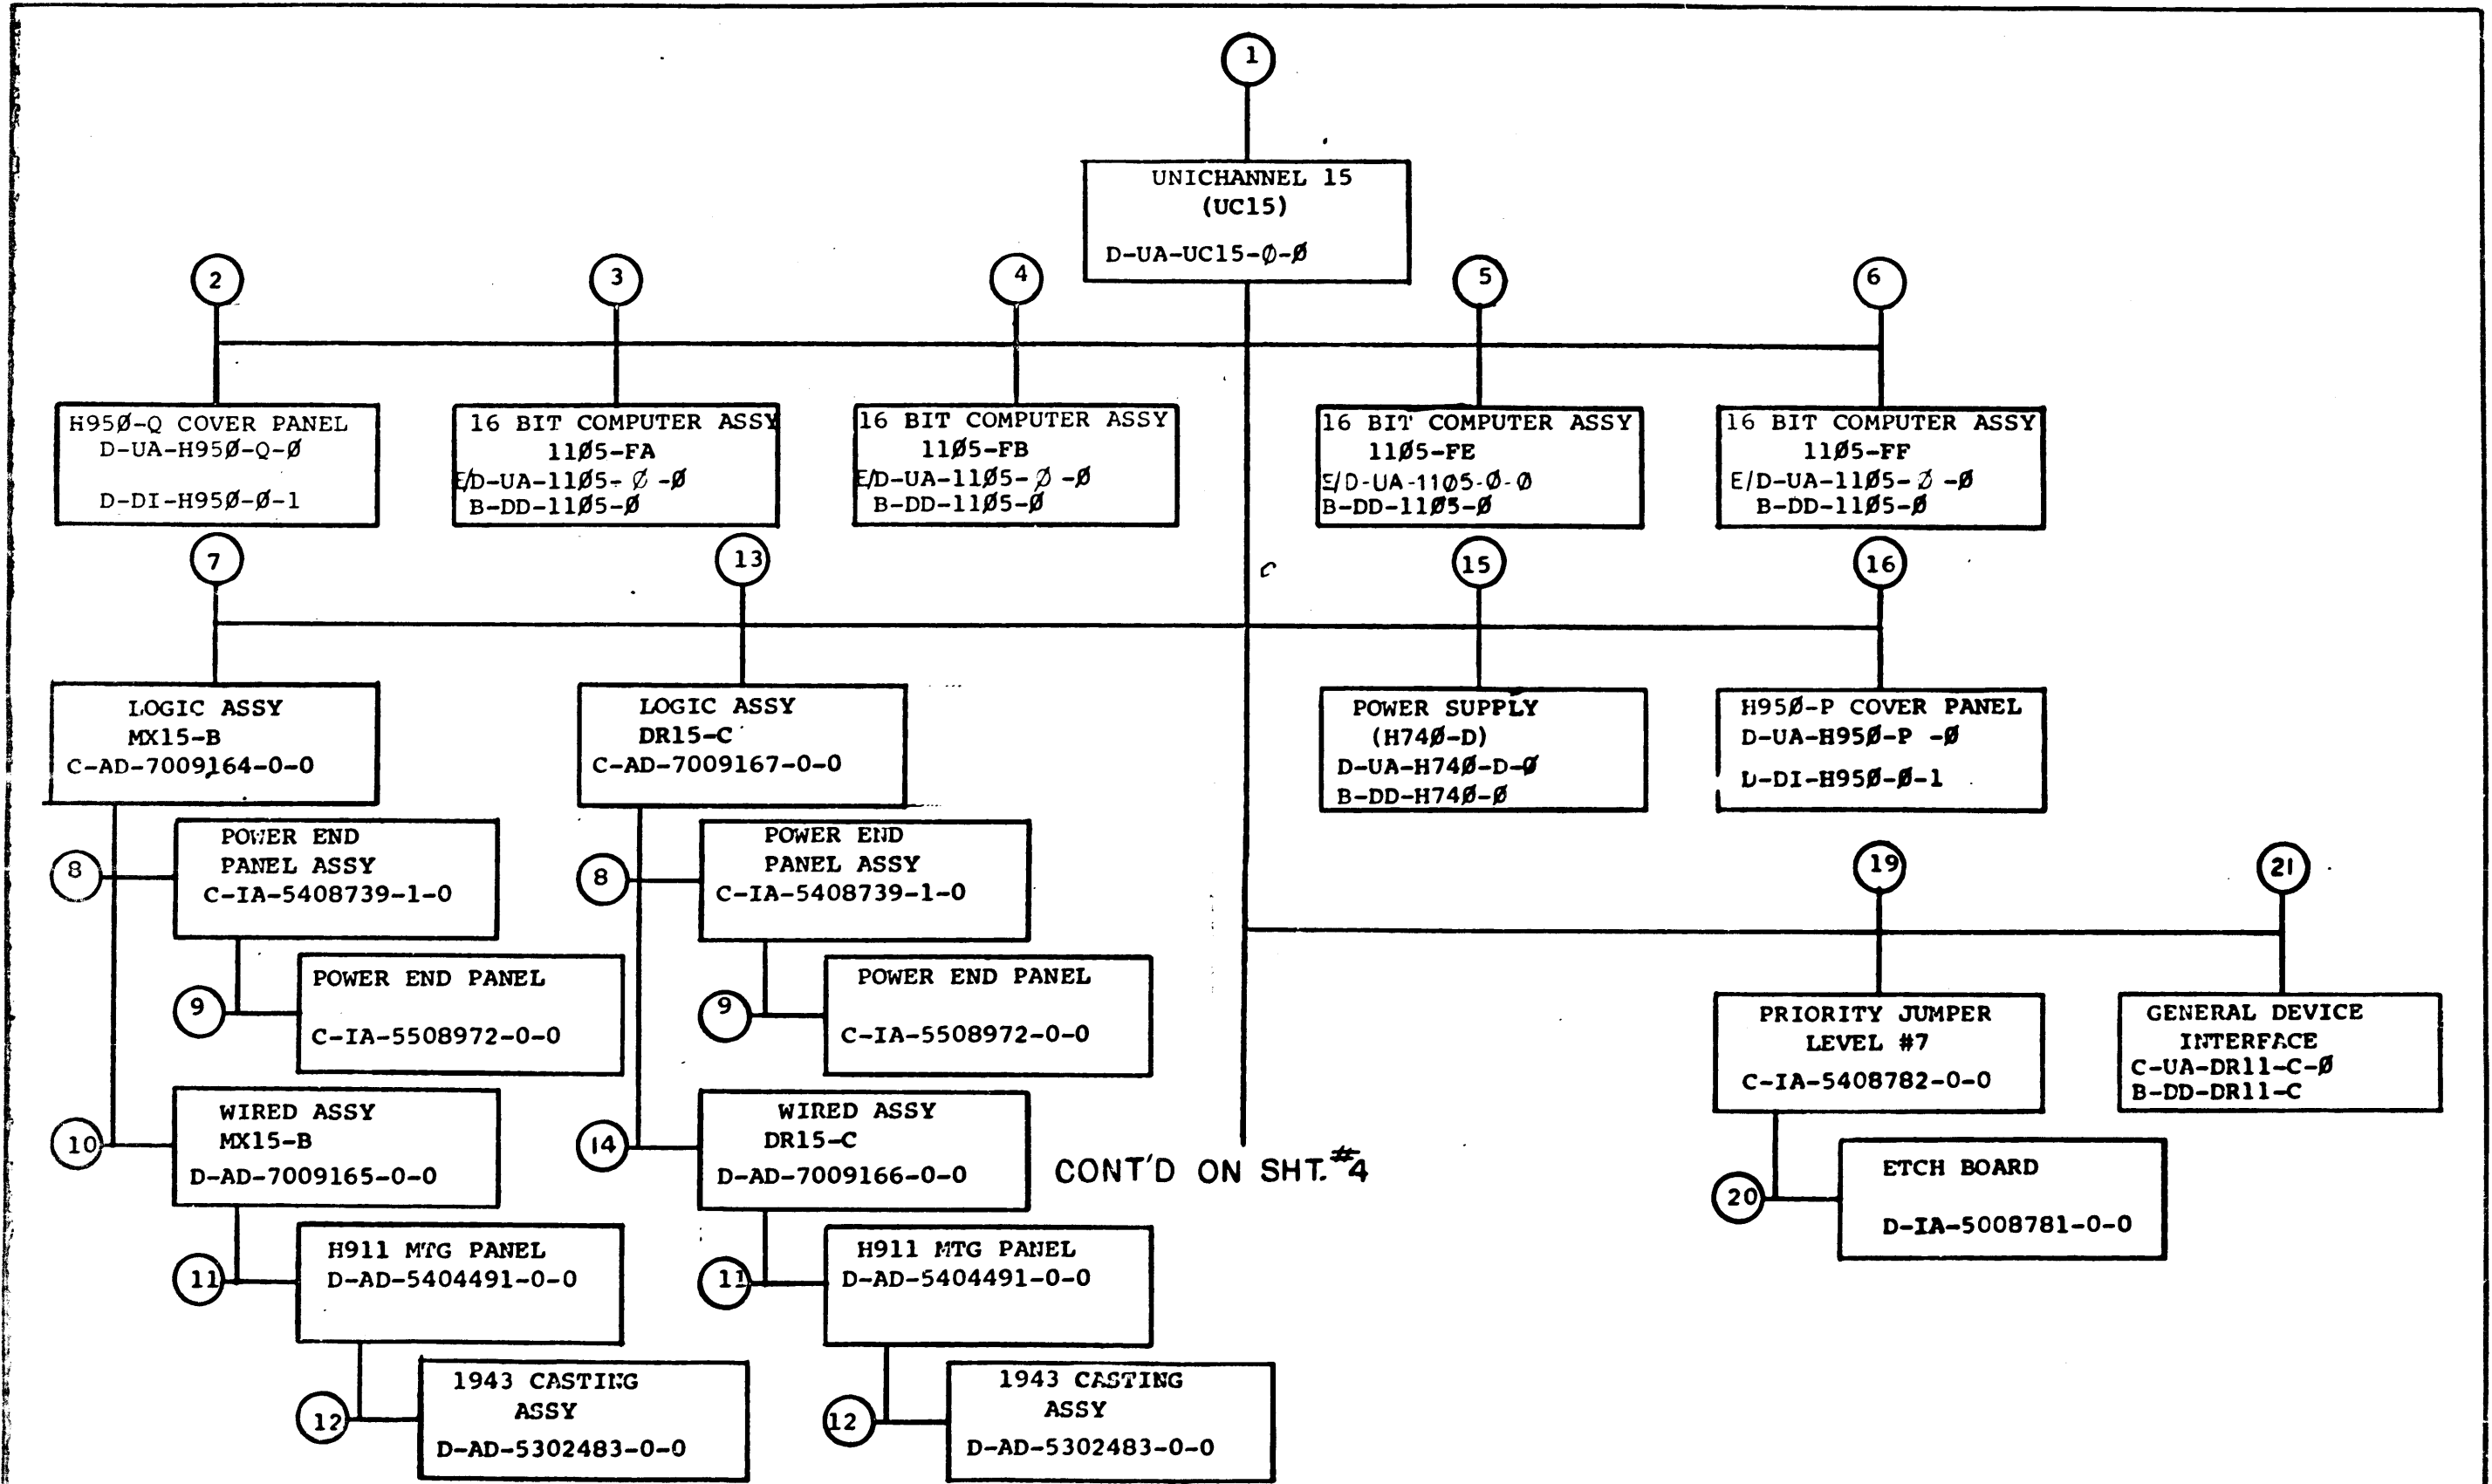 1
UNICHANNEL 15
(UC15)
D-UA-UC15-Ø-Ø
2
3
4
5
6
H95Ø-Q COVER PANEL
D-UA-H95Ø-Q-Ø
D-DI-H95Ø-Ø-1
16 BIT COMPUTER ASSY
11Ø5-FA
E/D-UA-11Ø5-Ø-Ø
B-DD-11Ø5-Ø
16 BIT COMPUTER ASSY
11Ø5-FB
E/D-UA-11Ø5-Ø-Ø
B-DD-11Ø5-Ø
16 BIT COMPUTER ASSY
11Ø5-FE
E/D-UA-11Ø5-Ø-Ø
B-DD-11Ø5-Ø
16 BIT COMPUTER ASSY
11Ø5-FF
E/D-UA-11Ø5-Ø-Ø
B-DD-11Ø5-Ø
7
13
15
16
LOGIC ASSY
MX15-B
C-AD-7009164-0-0
LOGIC ASSY
DR15-C
C-AD-7009167-0-0
POWER SUPPLY
(H74Ø-D)
D-UA-H74Ø-D-Ø
B-DD-H74Ø-Ø
H95Ø-P COVER PANEL
D-UA-H95Ø-P -Ø
D-DI-H95Ø-Ø-1
8
POWER END
PANEL ASSY
C-IA-5408739-1-0
8
POWER END
PANEL ASSY
C-IA-5408739-1-0
19
21
9
POWER END PANEL
C-IA-5508972-0-0
9
POWER END PANEL
C-IA-5508972-0-0
PRIORITY JUMPER
LEVEL #7
C-IA-5408782-0-0
GENERAL DEVICE
INTERFACE
C-UA-DR11-C-Ø
B-DD-DR11-C
10
WIRED ASSY
MX15-B
D-AD-7009165-0-0
14
WIRED ASSY
DR15-C
D-AD-7009166-0-0
CONT'D ON SHT. #4
20
ETCH BOARD
D-IA-5008781-0-0
11
H911 MTG PANEL
D-AD-5404491-0-0
11
H911 MTG PANEL
D-AD-5404491-0-0
12
1943 CASTING
ASSY
D-AD-5302483-0-0
12
1943 CASTING
ASSY
D-AD-5302483-0-0